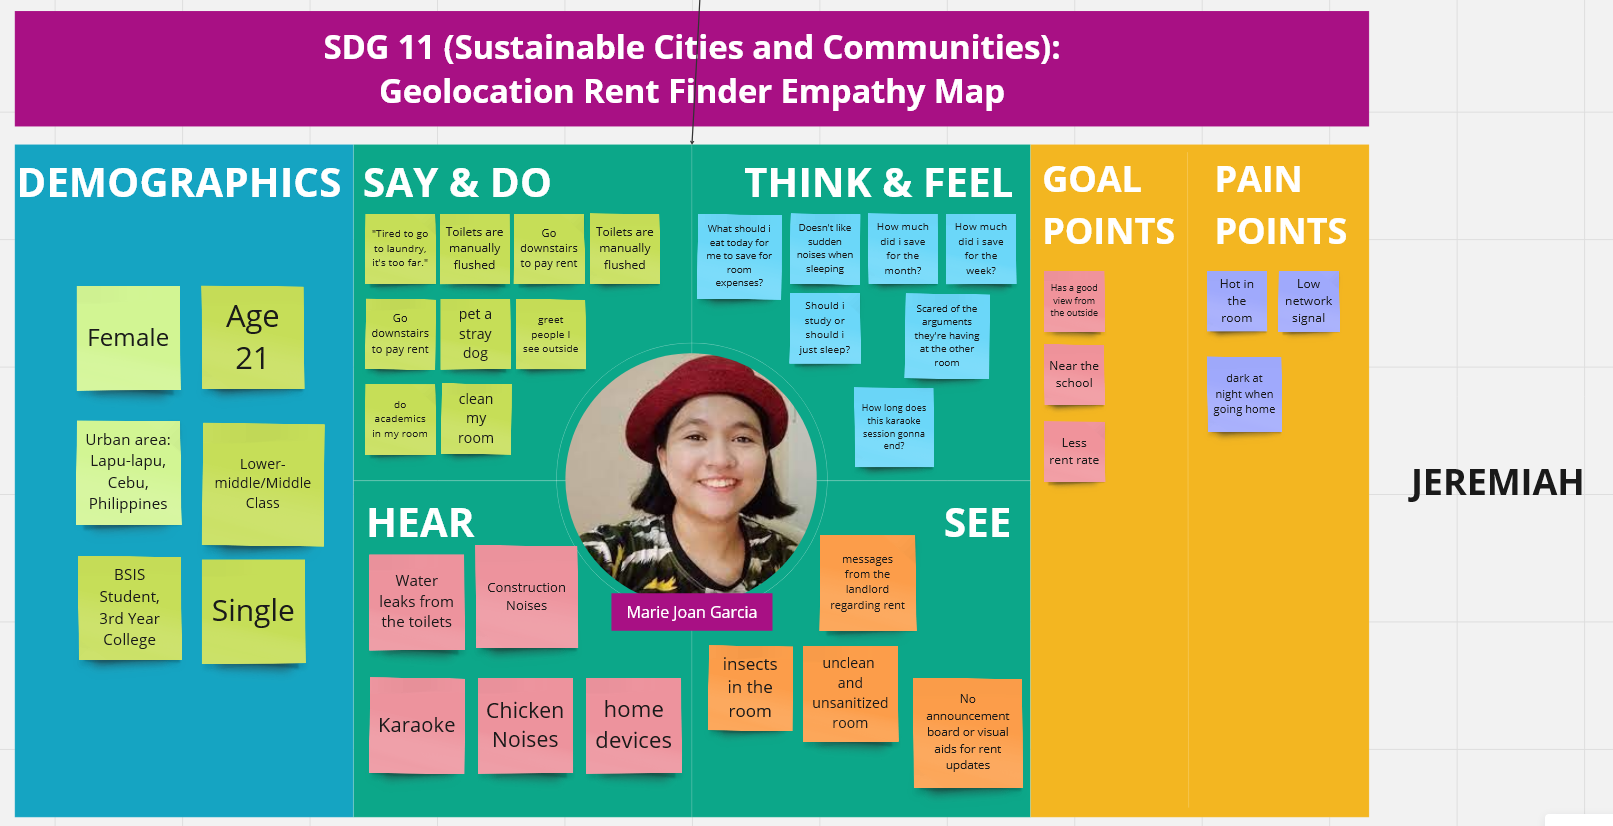 SDG 11 (Sustainable Cities and Communities):
Geolocation Rent Finder Empathy Map
DEMOGRAPHICS
Female
Age
21
Urban area:
Lapu-lapu,
Cebu,
Philippines
Lower-
middle/Middle
Class
BSIS
Student,
3rd Year
College
Single
SAY & DO
"Tired to go
to laundry,
it's too far."
Toilets are
manually
flushed
Go
downstairs
to pay rent
Toilets are
manually
flushed
Go
downstairs
to pay rent
pet a
stray
dog
greet
people I
see outside
do
academics
in my room
clean
my
room
THINK & FEEL
What should i
eat today for
me to save for
room
expenses?
Doesn't like
sudden
noises when
sleeping
How much
did i save
for the
month?
How much
did i save
for the
week?
Should i
study or
should i
just sleep?
Scared of the
arguments
they're having
at the other
room
How long does
this karaoke
session gonna
end?
HEAR
Water
leaks from
the toilets
Construction
Noises
Karaoke
Chicken
Noises
home
devices
Marie Joan Garcia
SEE
messages
from the
landlord
regarding rent
insects
in the
room
unclean
and
unsanitized
room
No
announcement
board or visual
aids for rent
updates
GOAL
POINTS
Has a good
view from
the outside
Near the
school
Less
rent rate
PAIN
POINTS
Hot in
the
room
Low
network
signal
dark at
night when
going home
JEREMIAH